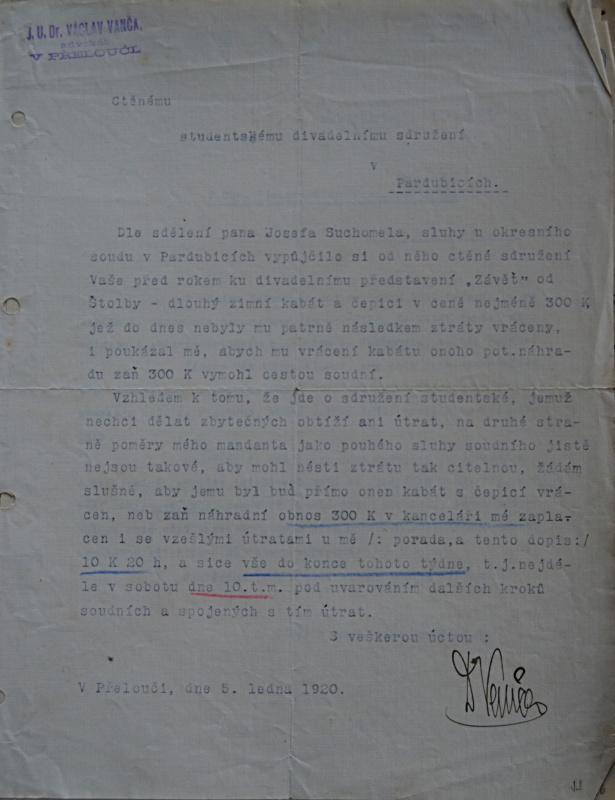 J. U. Dr. VÁCLAV VANČA,
advokát
V PŘELOUČI.
Ctěnému
studentskému divadelnímu sdružení
v
Pardubicích.
Dle sdělení pana Josefa Suchomela, sluhy u okresního
soudu v Pardubicích vypůjčilo si od něho ctěné sdružení
Vaše před rokem ku divadelnímu představení „Závěť" od
Štolby - dlouhý zimní kabát a čepici v ceně nejméně 300 K
jež do dnes nebyly mu patrně následkem ztráty vráceny,
i poukázal mě, abych mu vrácení kabátu onoho pot.náhra-
du zaň 300 K vymohl cestou soudní.
Vzhledem k tomu, že jde o sdružení studentské, jemuž
nechci dělat zbytečných obtíží ani útrat, na druhé stra-
ně poměry mého mandanta jako pouhého sluhy soudního jistě
nejsou takové, aby mohl nésti ztrátu tak citelnou, žádám
slušně, aby jemu byl buď přímo onen kabát s čepicí vrá-
cen, neb zaň náhradní obnos 300 K v kanceláři mé zapla-
cen i se vzešlými útratami u mě /: porada,a tento dopis:/
10 K 20 h, a sice vše do konce tohoto týdne, t.j.nejdé-
le v sobotu dne 10.t.m. pod uvarováním dalších kroků
soudních a spojených s tím útrat.
S veškerou úctou :
V Přelouči, dne 5. ledna 1920.